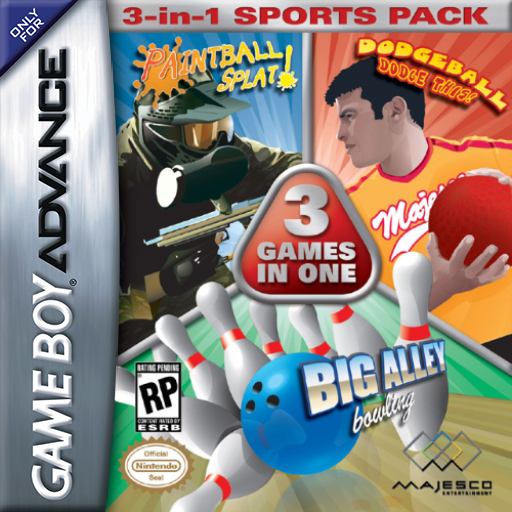 ONLY
FOR
GAME BOY ADVANCE
3-in-1 SPORTS PACK
PAINTBALL
SPLAT!
DODGEBALL
DODGE THIS!
3
GAMES
IN ONE
BIG ALLEY
bowling
RATING PENDING
RP
CONTENT RATED BY
ESRB
Official
Nintendo
Seal
MAJESCO
ENTERTAINMENT